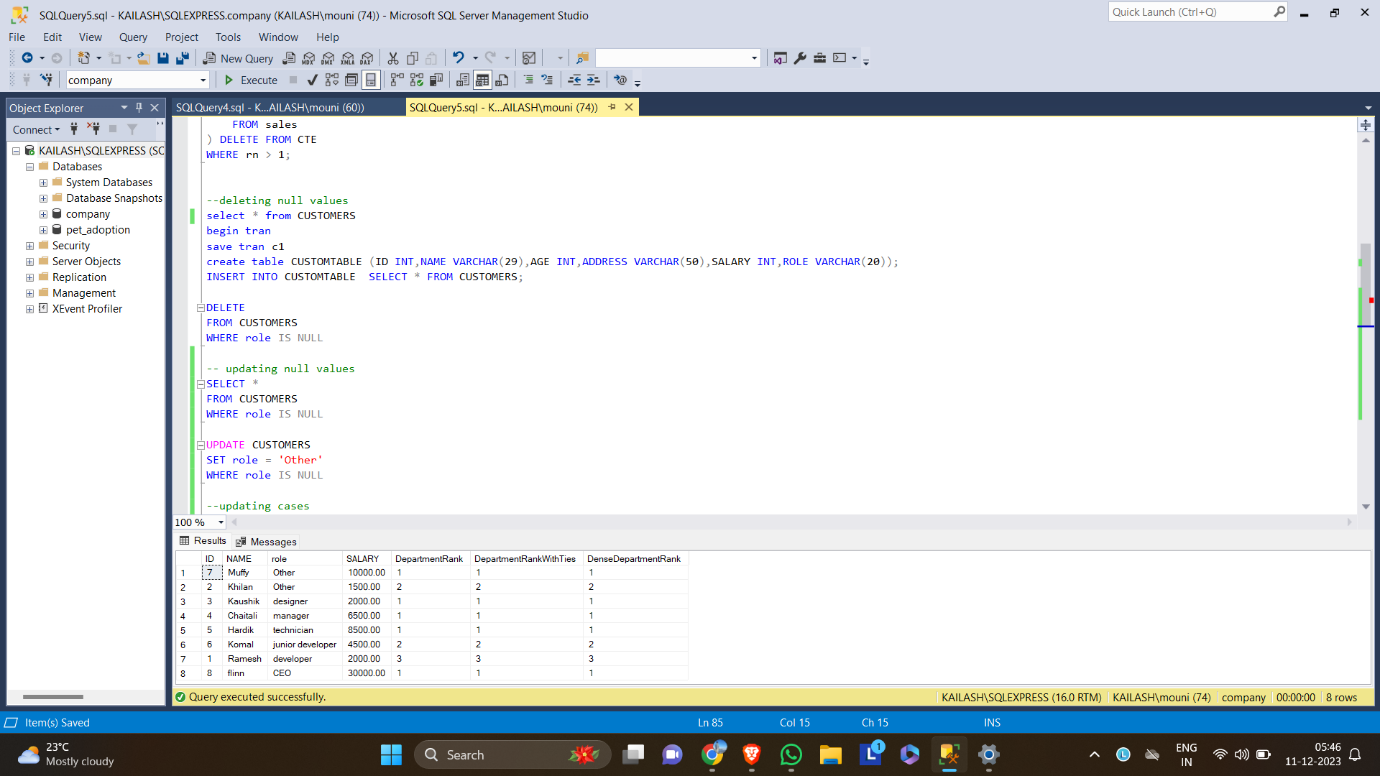 SQLQuery5.sql - KAILASH\SQLEXPRESS.company (KAILASH\mouni (74)) - Microsoft SQL Server Management Studio
Quick Launch (Ctrl+Q)
File Edit View Query Project Tools Window Help
New Query
company
Execute
Object Explorer
SQLQuery4.sql - K...AILASH\mouni (60))
SQLQuery5.sql - K...AILASH\mouni (74))
Connect
KAILASH\SQLEXPRESS (SC
Databases
System Databases
Database Snapshots
company
pet_adoption
Security
Server Objects
Replication
Management
XEvent Profiler
FROM sales
) DELETE FROM CTE
WHERE rn > 1;
--deleting null values
select * from CUSTOMERS
begin tran
save tran c1
create table CUSTOMTABLE (ID INT,NAME VARCHAR(29),AGE INT,ADDRESS VARCHAR(50),SALARY INT,ROLE VARCHAR(20));
INSERT INTO CUSTOMTABLE  SELECT * FROM CUSTOMERS;
DELETE
FROM CUSTOMERS
WHERE role IS NULL
-- updating null values
SELECT *
FROM CUSTOMERS
WHERE role IS NULL
UPDATE CUSTOMERS
SET role = 'Other'
WHERE role IS NULL
--updating cases
100 %
Results Messages
ID NAME role SALARY DepartmentRank DepartmentRankWithTies DenseDepartmentRank
1 7 Muffy Other 10000.00 1 1 1
2 2 Khilan Other 1500.00 2 2 2
3 3 Kaushik designer 2000.00 1 1 1
4 4 Chaitali manager 6500.00 1 1 1
5 5 Hardik technician 8500.00 1 1 1
6 6 Komal junior developer 4500.00 2 2 2
7 1 Ramesh developer 2000.00 3 3 3
8 8 flinn CEO 30000.00 1 1 1
Query executed successfully.
KAILASH\SQLEXPRESS (16.0 RTM) KAILASH\mouni (74) company 00:00:00 8 rows
Item(s) Saved Ln 85 Col 15 Ch 15 INS
23°C
Mostly cloudy
Search
1
ENG
IN
05:46
11-12-2023